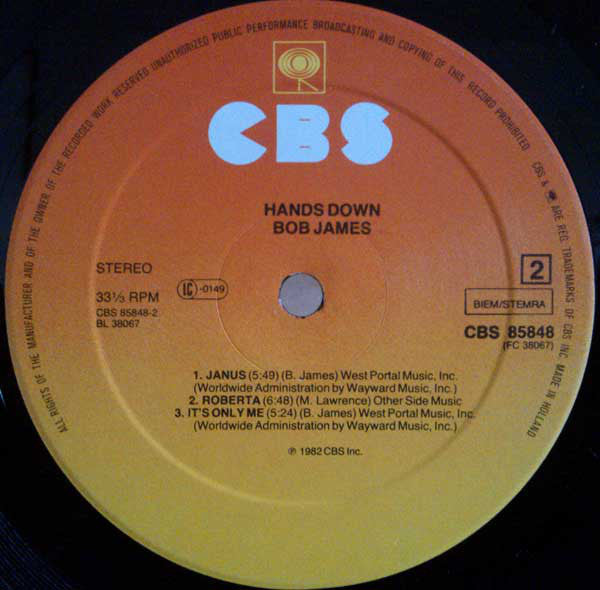 ALL RIGHTS OF THE MANUFACTURER AND OF THE OWNER OF THE RECORDED WORK RESERVED UNAUTHORIZED PUBLIC PERFORMANCE BROADCASTING AND COPYING OF THIS RECORD PROHIBITED
CBS & ARE REG. TRADEMARKS OF CBS INC. MADE IN HOLLAND
CBS
HANDS DOWN
BOB JAMES
STEREO
2
33⅓ RPM
IC -0149
BIEM/STEMRA
CBS 85848-2
BL 38067
CBS 85848
(FC 38067)
1. JANUS (5:49) (B. James) West Portal Music, Inc.
(Worldwide Administration by Wayward Music, Inc.)
2. ROBERTA (6:48) (M. Lawrence) Other Side Music
3. IT'S ONLY ME (5:24) (B. James) West Portal Music, Inc.
(Worldwide Administration by Wayward Music, Inc.)
℗ 1982 CBS Inc.